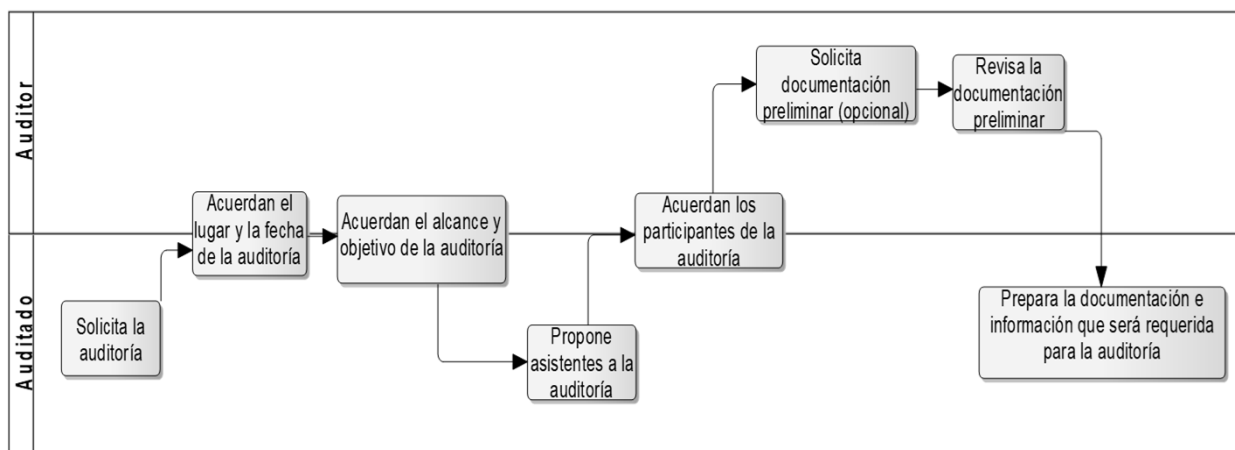 Auditor
Solicita
documentación
preliminar (opcional)
Revisa la
documentación
preliminar
Acuerdan el
lugar y la fecha
de la auditoría
Acuerdan el alcance y
objetivo de la auditoría
Acuerdan los
participantes de la
auditoría
Auditado
Solicita la
auditoría
Propone
asistentes a la
auditoría
Prepara la documentación e
información que será requerida
para la auditoría